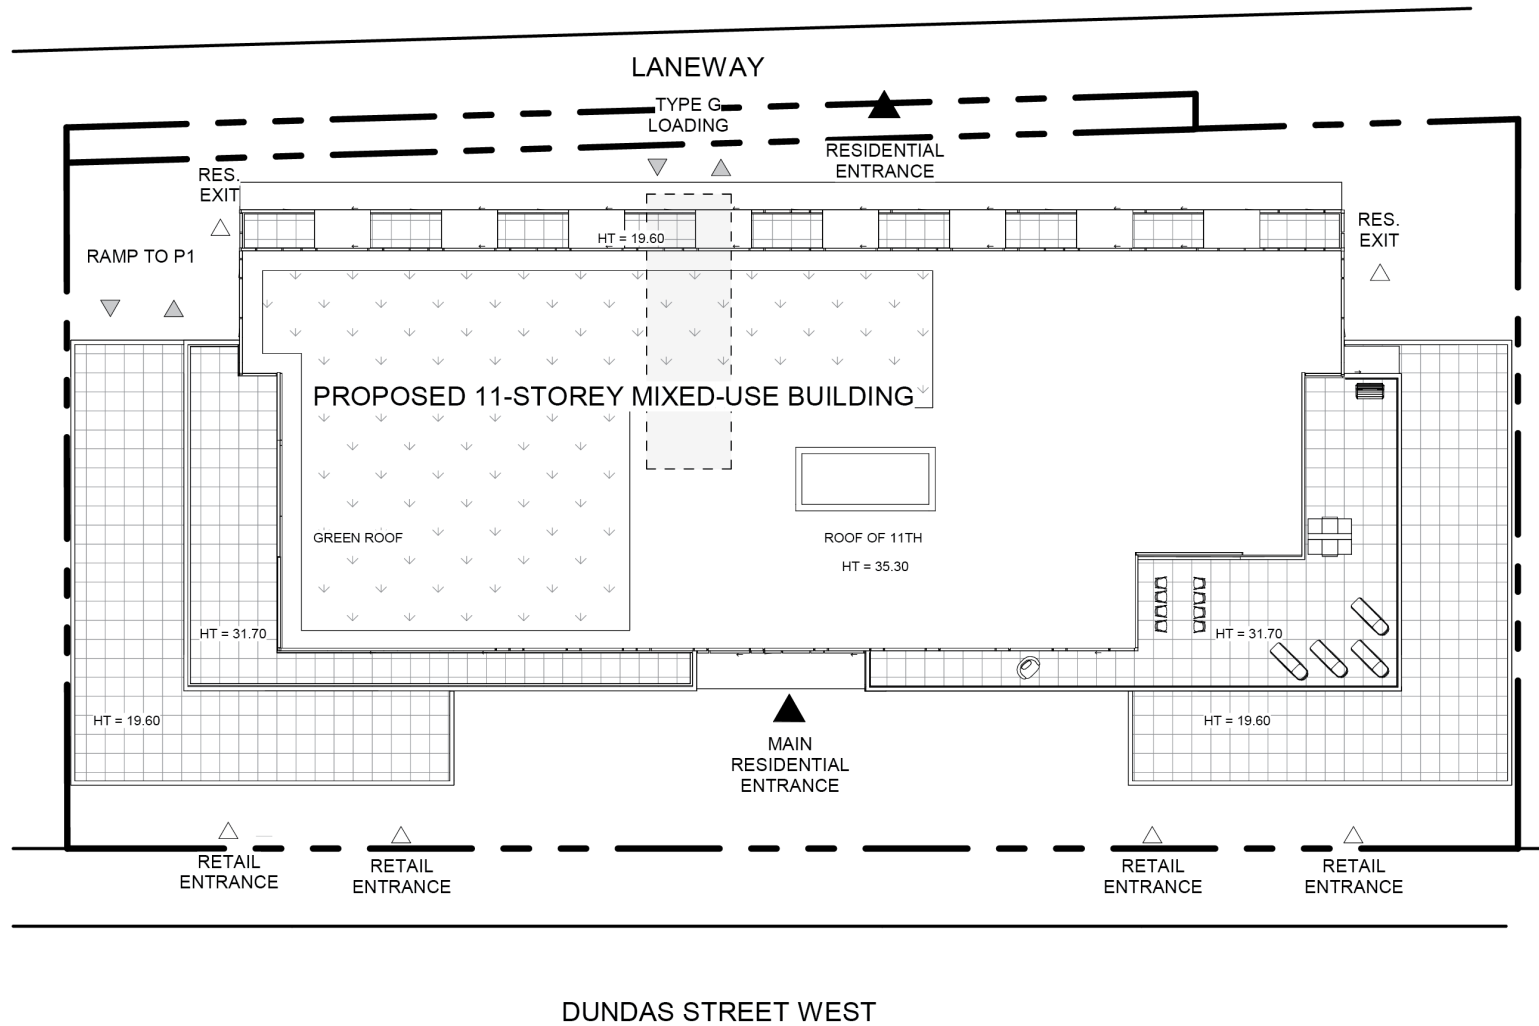 LANEWAY
TYPE G
LOADING
RESIDENTIAL
ENTRANCE
RES.
EXIT
RES.
EXIT
RAMP TO P1
HT = 19.60
PROPOSED 11-STOREY MIXED-USE BUILDING
GREEN ROOF
ROOF OF 11TH
HT = 35.30
HT = 31.70
HT = 31.70
HT = 19.60
HT = 19.60
MAIN
RESIDENTIAL
ENTRANCE
RETAIL
ENTRANCE
RETAIL
ENTRANCE
RETAIL
ENTRANCE
RETAIL
ENTRANCE
DUNDAS STREET WEST